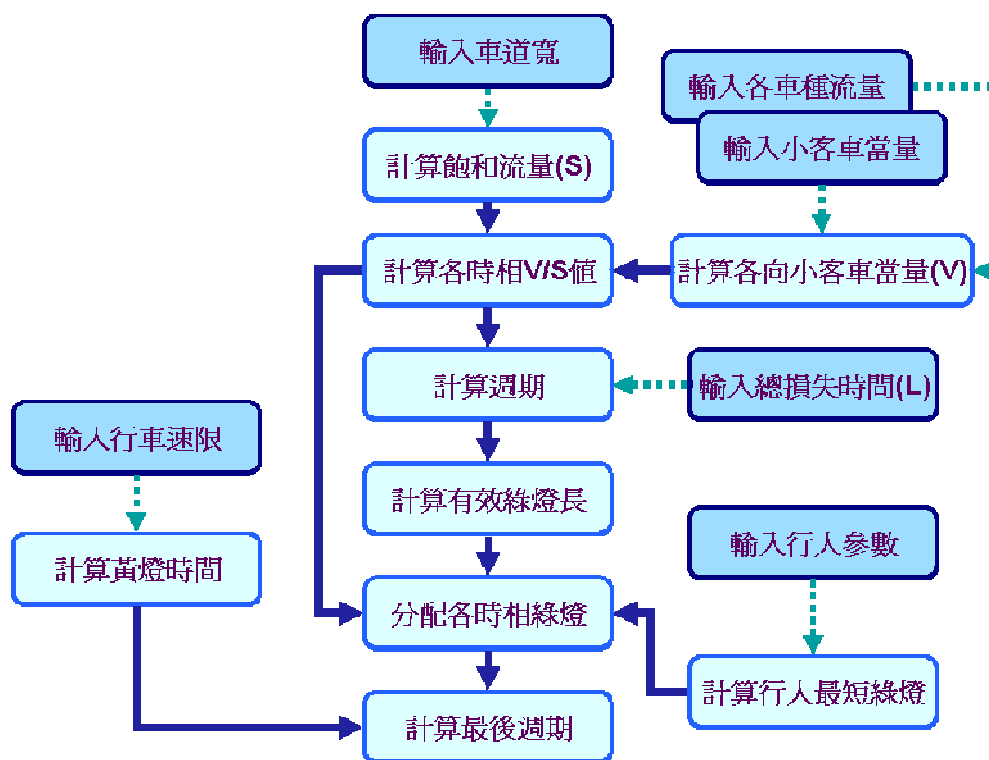 輸入車道寬
輸入各車種流量
輸入小客車當量
計算飽和流量(S)
計算各時相V/S值
計算各向小客車當量(V)
計算週期
輸入總損失時間(L)
輸入行車速限
計算有效綠燈長
輸入行人參數
計算黃燈時間
分配各時相綠燈
計算行人最短綠燈
計算最後週期